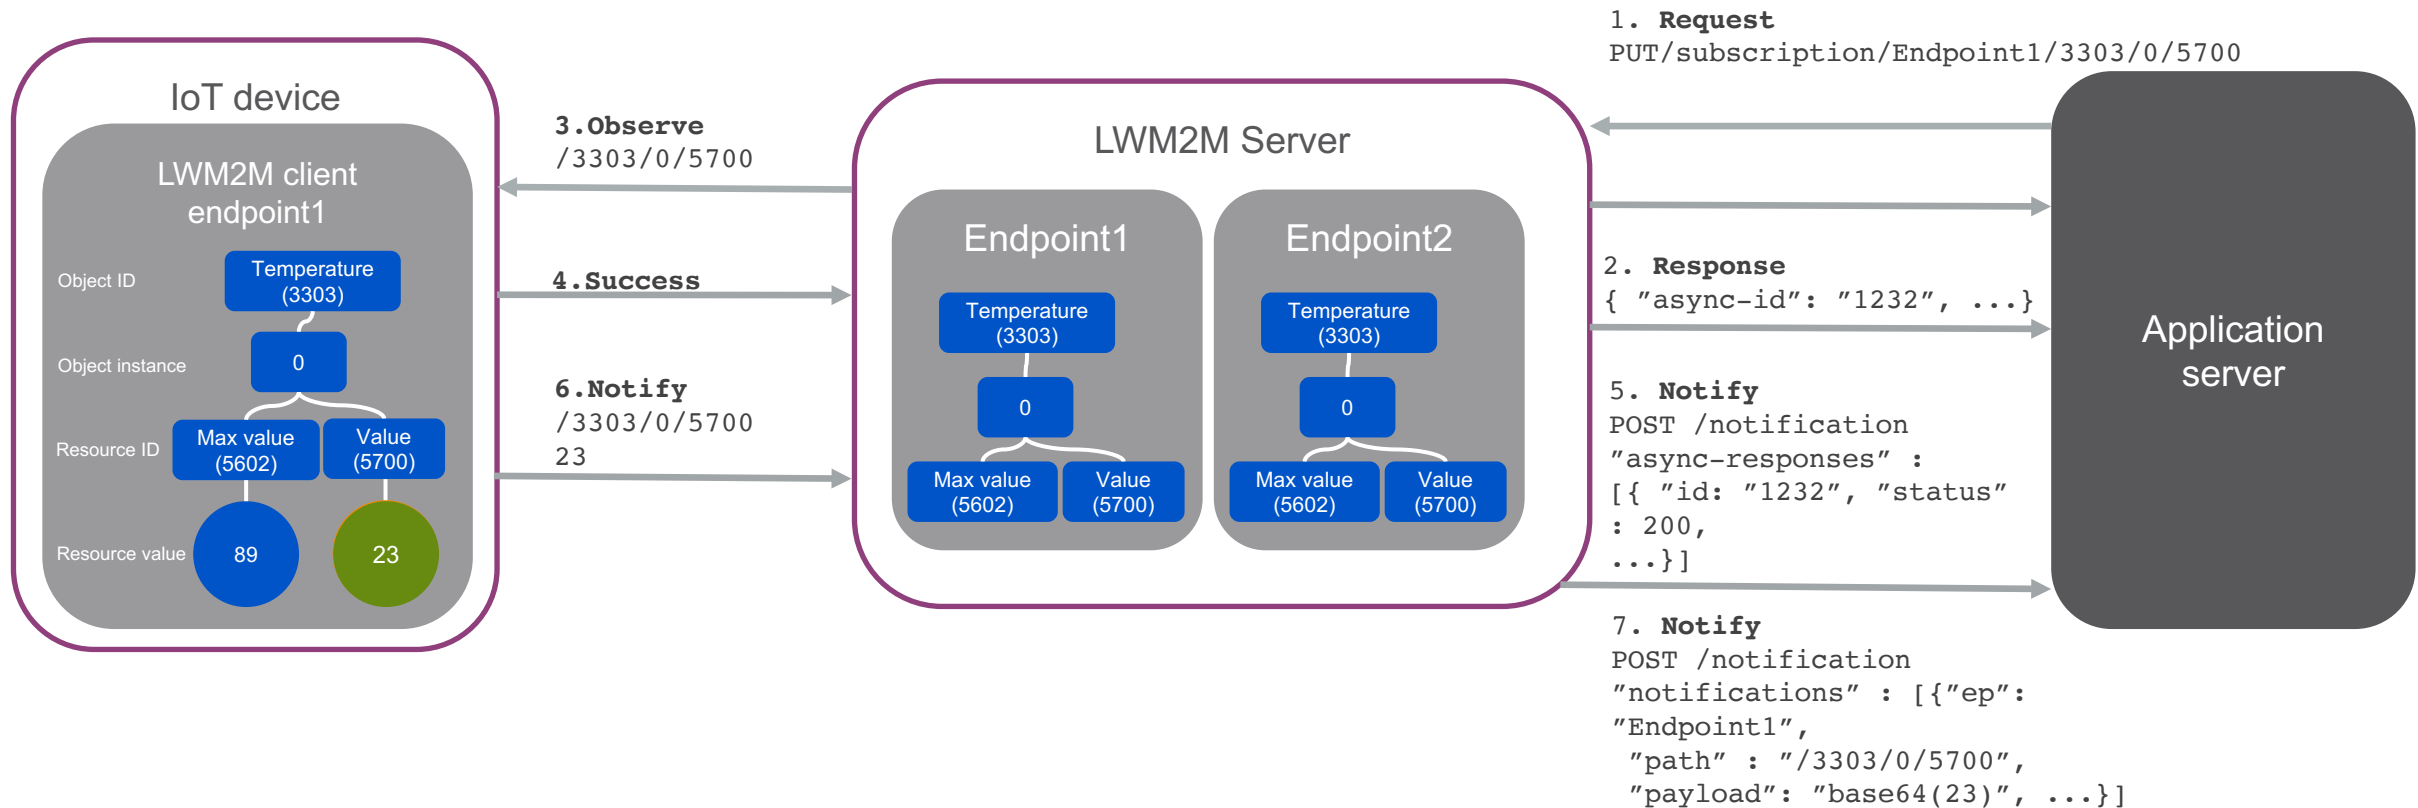 IoT device
LWM2M client
endpoint1
Object ID
Temperature
(3303)
Object instance
0
Resource ID
Max value
(5602)
Value
(5700)
Resource value
89
23
3.Observe
/3303/0/5700
4.Success
6.Notify
/3303/0/5700
23
LWM2M Server
Endpoint1
Temperature
(3303)
0
Max value
(5602)
Value
(5700)
Endpoint2
Temperature
(3303)
0
Max value
(5602)
Value
(5700)
1. Request
PUT/subscription/Endpoint1/3303/0/5700
2. Response
{ ”async-id”: ”1232”, ...}
5. Notify
POST /notification
”async-responses” :
[{ ”id: ”1232”, ”status”
: 200,
...}]
7. Notify
POST /notification
”notifications” : [{”ep”:
”Endpoint1”,
”path” : ”/3303/0/5700”,
”payload”: ”base64(23)”, ...}]
Application
server